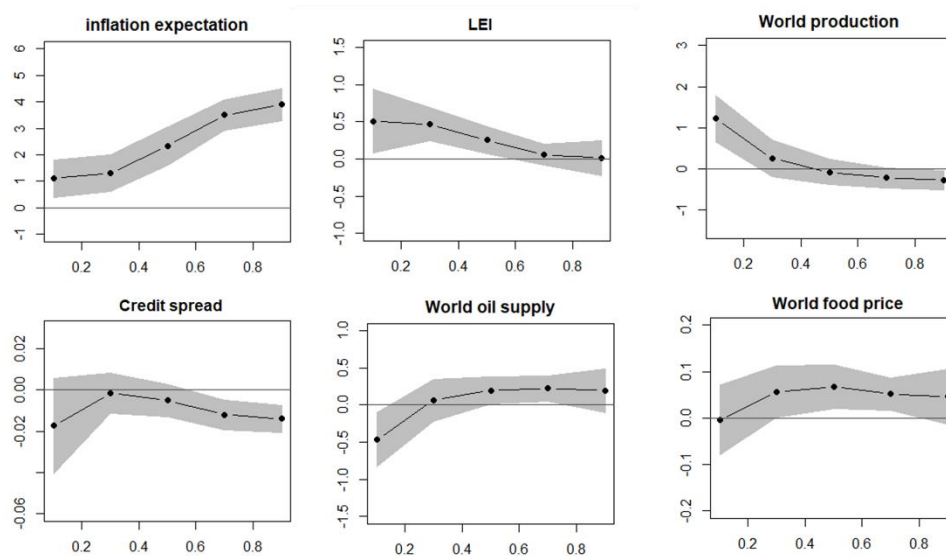 inflation expectation
6
5
4
3
2
1
0
-1
0.2 0.4 0.6 0.8
LEI
1.5
1.0
0.5
0.0
0.5
-1.0
0.2 0.4 0.6 0.8
World production
3
2
1
0
-1
0.2 0.4 0.6 0.8
Credit spread
0.02
0.00
-0.02
-0.06
0.2 0.4 0.6 0.8
World oil supply
1.0
0.5
0.0
-0.5
-1.0
-1.5
0.2 0.4 0.6 0.8
World food price
0.2
0.1
0.0
-0.1
-0.2
0.2 0.4 0.6 0.8